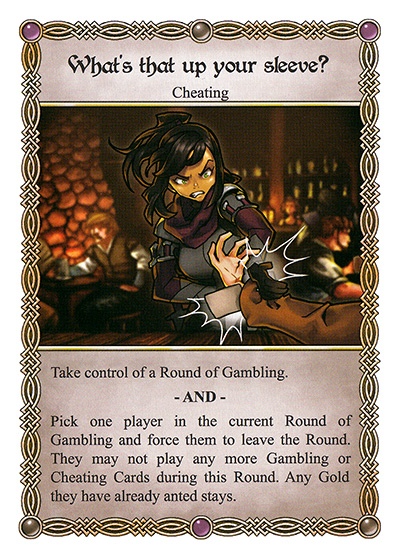 What's that up your sleeve?
Cheating
Take control of a Round of Gambling.
- AND -
Pick one player in the current Round of
Gambling and force them to leave the Round.
They may not play any more Gambling or
Cheating Cards during this Round. Any Gold
they have already anted stays.